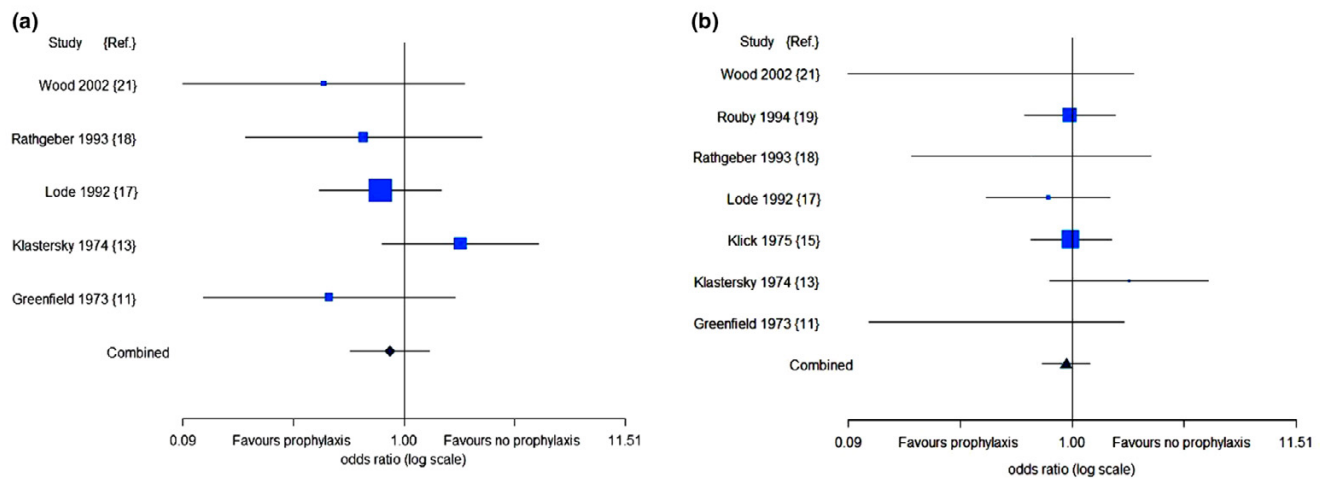 (a)
Study {Ref.}
Wood 2002 {21}
Rathgeber 1993 {18}
Lode 1992 {17}
Klastersky 1974 {13}
Greenfield 1973 {11}
Combined
0.09 Favours prophylaxis 1.00 Favours no prophylaxis 11.51
odds ratio (log scale)
(b)
Study {Ref.}
Wood 2002 {21}
Rouby 1994 {19}
Rathgeber 1993 {18}
Lode 1992 {17}
Klick 1975 {15}
Klastersky 1974 {13}
Greenfield 1973 {11}
Combined
0.09 Favours prophylaxis 1.00 Favours no prophylaxis 11.51
odds ratio (log scale)